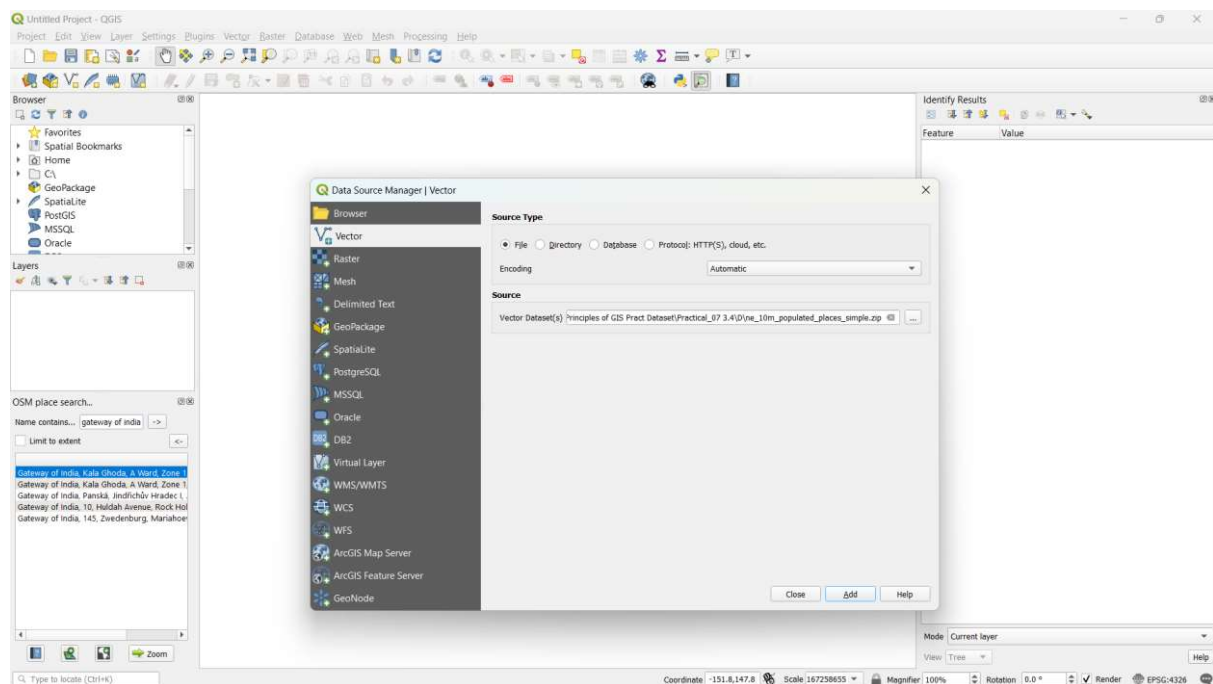 Untitled Project - QGIS
Project Edit View Layer Settings Plugins Vector Raster Database Web Mesh Processing Help
Browser
Favorites
Spatial Bookmarks
Home
C:\
GeoPackage
SpatiaLite
PostGIS
MSSQL
Oracle
Layers
OSM place search...
Name contains... gateway of india ->
Limit to extent <-
Gateway of India, Kala Ghoda, A Ward, Zone 1
Gateway of India, Kala Ghoda, A Ward, Zone 1
Gateway of India, Panská, Jindřichův Hradec I,
Gateway of India, 10, Huldah Avenue, Rock Hol
Gateway of India, 145, Zwedenburg, Mariahoe
Zoom
Type to locate (Ctrl+K)
Data Source Manager | Vector
Browser
Vector
Raster
Mesh
Delimited Text
GeoPackage
SpatiaLite
PostgreSQL
MSSQL
Oracle
DB2
Virtual Layer
WMS/WMTS
WCS
WFS
ArcGIS Map Server
ArcGIS Feature Server
GeoNode
Source Type
File Directory Database Protocol: HTTP(S), cloud, etc.
Encoding Automatic
Source
Vector Dataset(s) Principles of GIS Pract Dataset\Practical_07 3.4\D\ne_10m_populated_places_simple.zip ...
Close Add Help
Identify Results
Feature Value
Mode Current layer
View Tree Help
Coordinate -151.8,147.8 Scale 167258655 Magnifier 100% Rotation 0.0 ° Render EPSG:4326